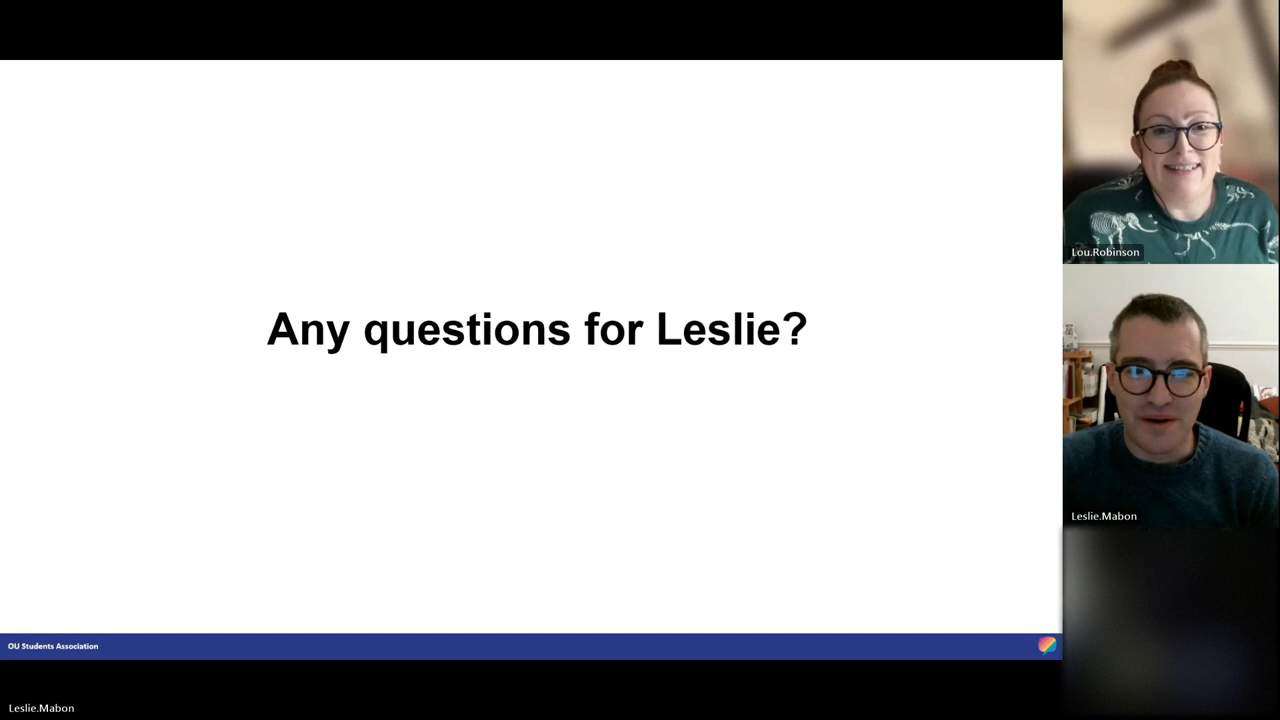 Any questions for Leslie?
OU Students Association
Leslie.Mabon
Lou.Robinson
Leslie.Mabon